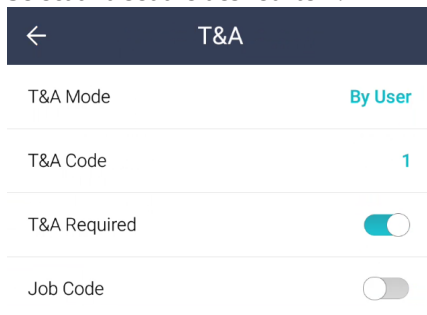 T&A
T&A Mode By User
T&A Code 1
T&A Required
Job Code